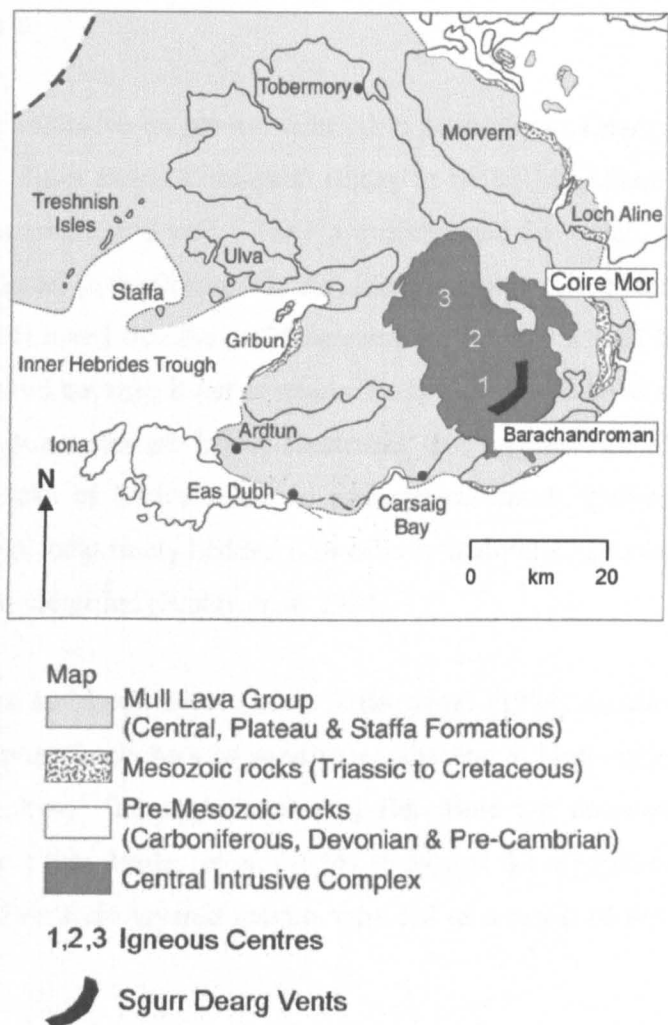 Tobermory
Morvern
Treshnish
Isles
Loch Aline
Ulva
Coire Mor
3
Staffa
2
Gribun
Inner Hebrides Trough
1
Ardtun
Barachandroman
Iona
N
Eas Dubh
Carsaig
Bay
0 20
km
Map
Mull Lava Group
(Central, Plateau & Staffa Formations)
Mesozoic rocks (Triassic to Cretaceous)
Pre-Mesozoic rocks
(Carboniferous, Devonian & Pre-Cambrian)
Central Intrusive Complex
1,2,3 Igneous Centres
Sgurr Dearg Vents